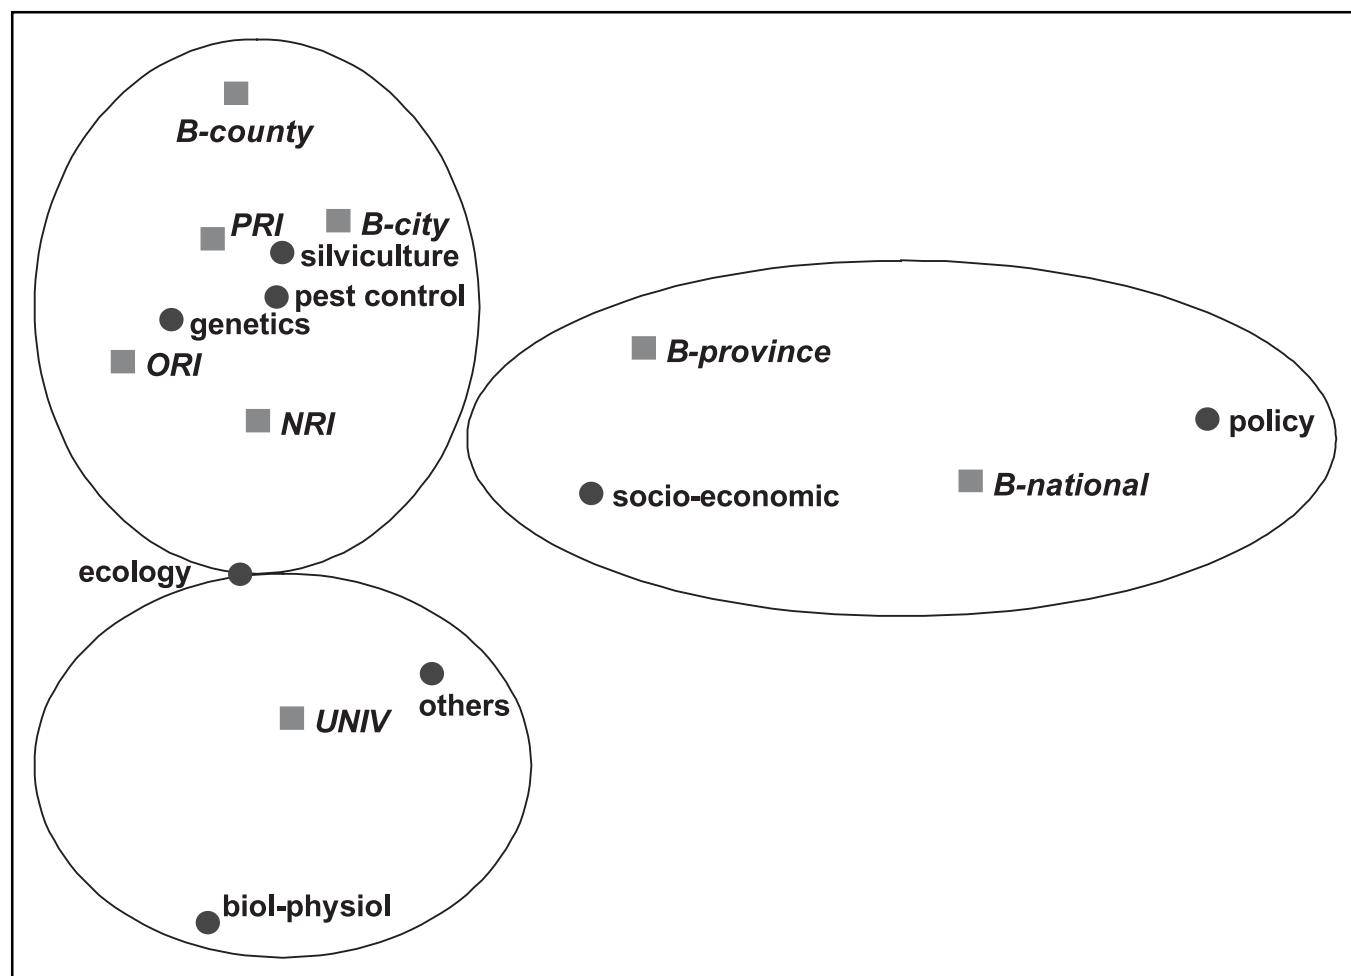 B-county
PRI
B-city
silviculture
pest control
genetics
ORI
B-province
NRI
policy
B-national
socio-economic
ecology
others
UNIV
biol-physiol